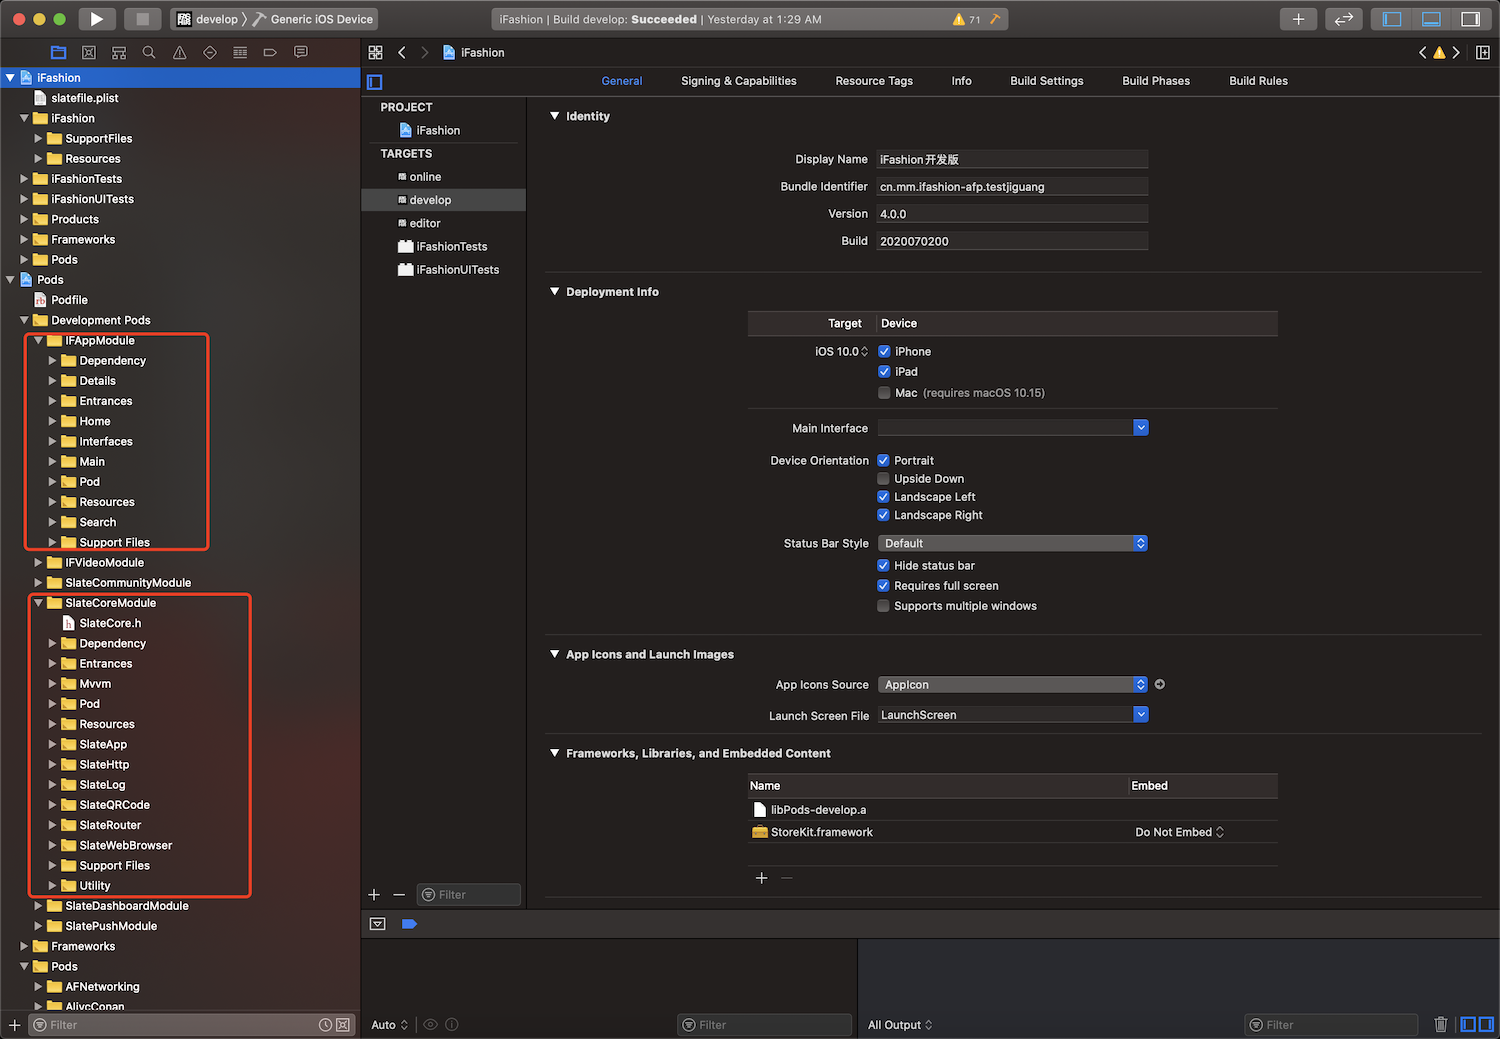 develop 〉 Generic iOS Device
iFashion | Build develop: Succeeded | Yesterday at 1:29 AM
71
iFashion
slatefile.plist
iFashion
SupportFiles
Resources
iFashionTests
iFashionUITests
Products
Frameworks
Pods
Pods
Podfile
Development Pods
IFAppModule
Dependency
Details
Entrances
Home
Interfaces
Main
Pod
Resources
Search
Support Files
IFVideoModule
SlateCommunityModule
SlateCoreModule
SlateCore.h
Dependency
Entrances
Mvvm
Pod
Resources
SlateApp
SlateHttp
SlateLog
SlateQRCode
SlateRouter
SlateWebBrowser
Support Files
Utility
SlateDashboardModule
SlatePushModule
Frameworks
Pods
AFNetworking
AlivcConan
Filter
iFashion
General
Signing & Capabilities
Resource Tags
Info
Build Settings
Build Phases
Build Rules
PROJECT
iFashion
TARGETS
online
develop
editor
iFashionTests
iFashionUITests
Filter
Identity
Display Name iFashion开发版
Bundle Identifier cn.mm.ifashion-afp.testjiguang
Version 4.0.0
Build 2020070200
Deployment Info
Target Device
iOS 10.0 iPhone
iPad
Mac (requires macOS 10.15)
Main Interface
Device Orientation Portrait
Upside Down
Landscape Left
Landscape Right
Status Bar Style Default
Hide status bar
Requires full screen
Supports multiple windows
App Icons and Launch Images
App Icons Source AppIcon
Launch Screen File LaunchScreen
Frameworks, Libraries, and Embedded Content
Name Embed
libPods-develop.a
StoreKit.framework Do Not Embed
Auto
Filter
All Output
Filter